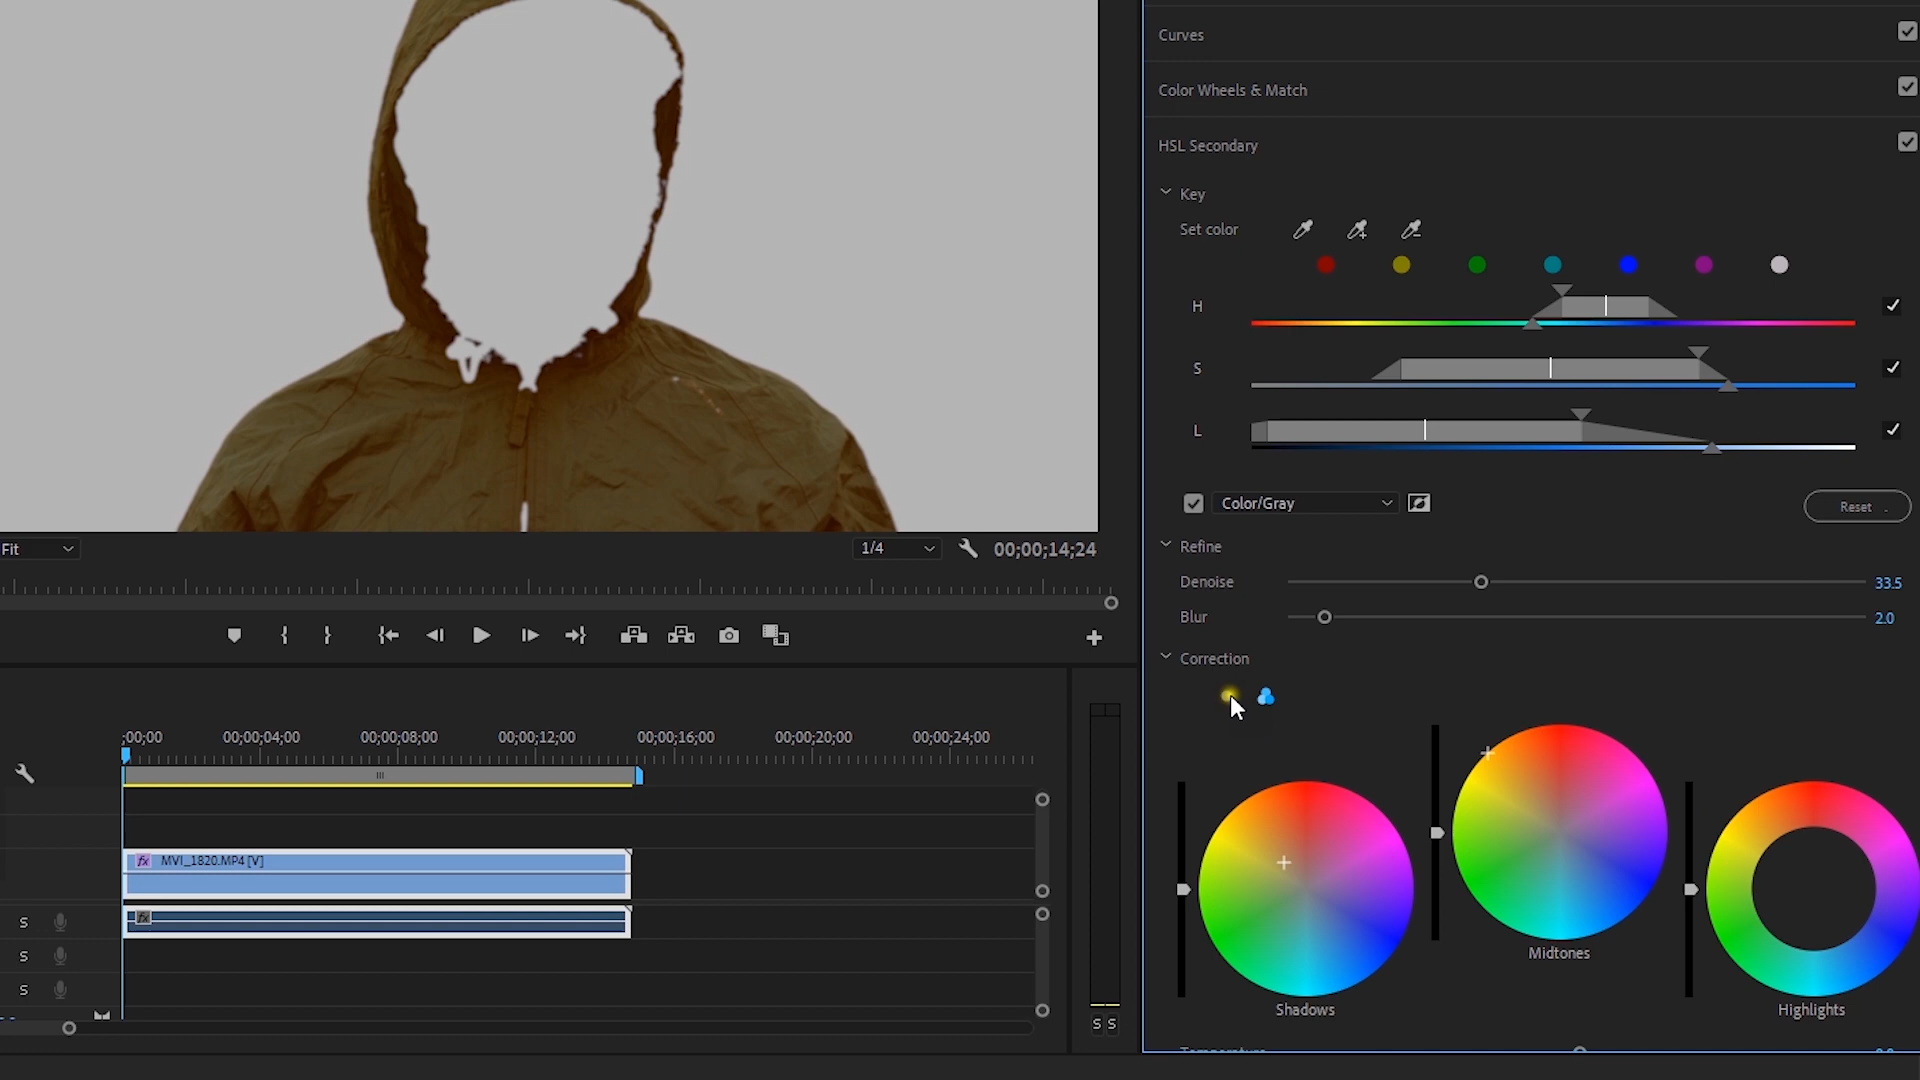 Curves
Color Wheels & Match
HSL Secondary
Key
Set color
H
S
L
Color/Gray
Reset
Refine
Denoise
33.5
Blur
2.0
Correction
Midtones
Shadows
Highlights
Temperature
Fit
1/4
00;00;14;24
;00;00
00;00;04;00
00;00;08;00
00;00;12;00
00;00;16;00
00;00;20;00
00;00;24;00
fx MVI_1820.MP4 [V]
fx
S
S
S
S S